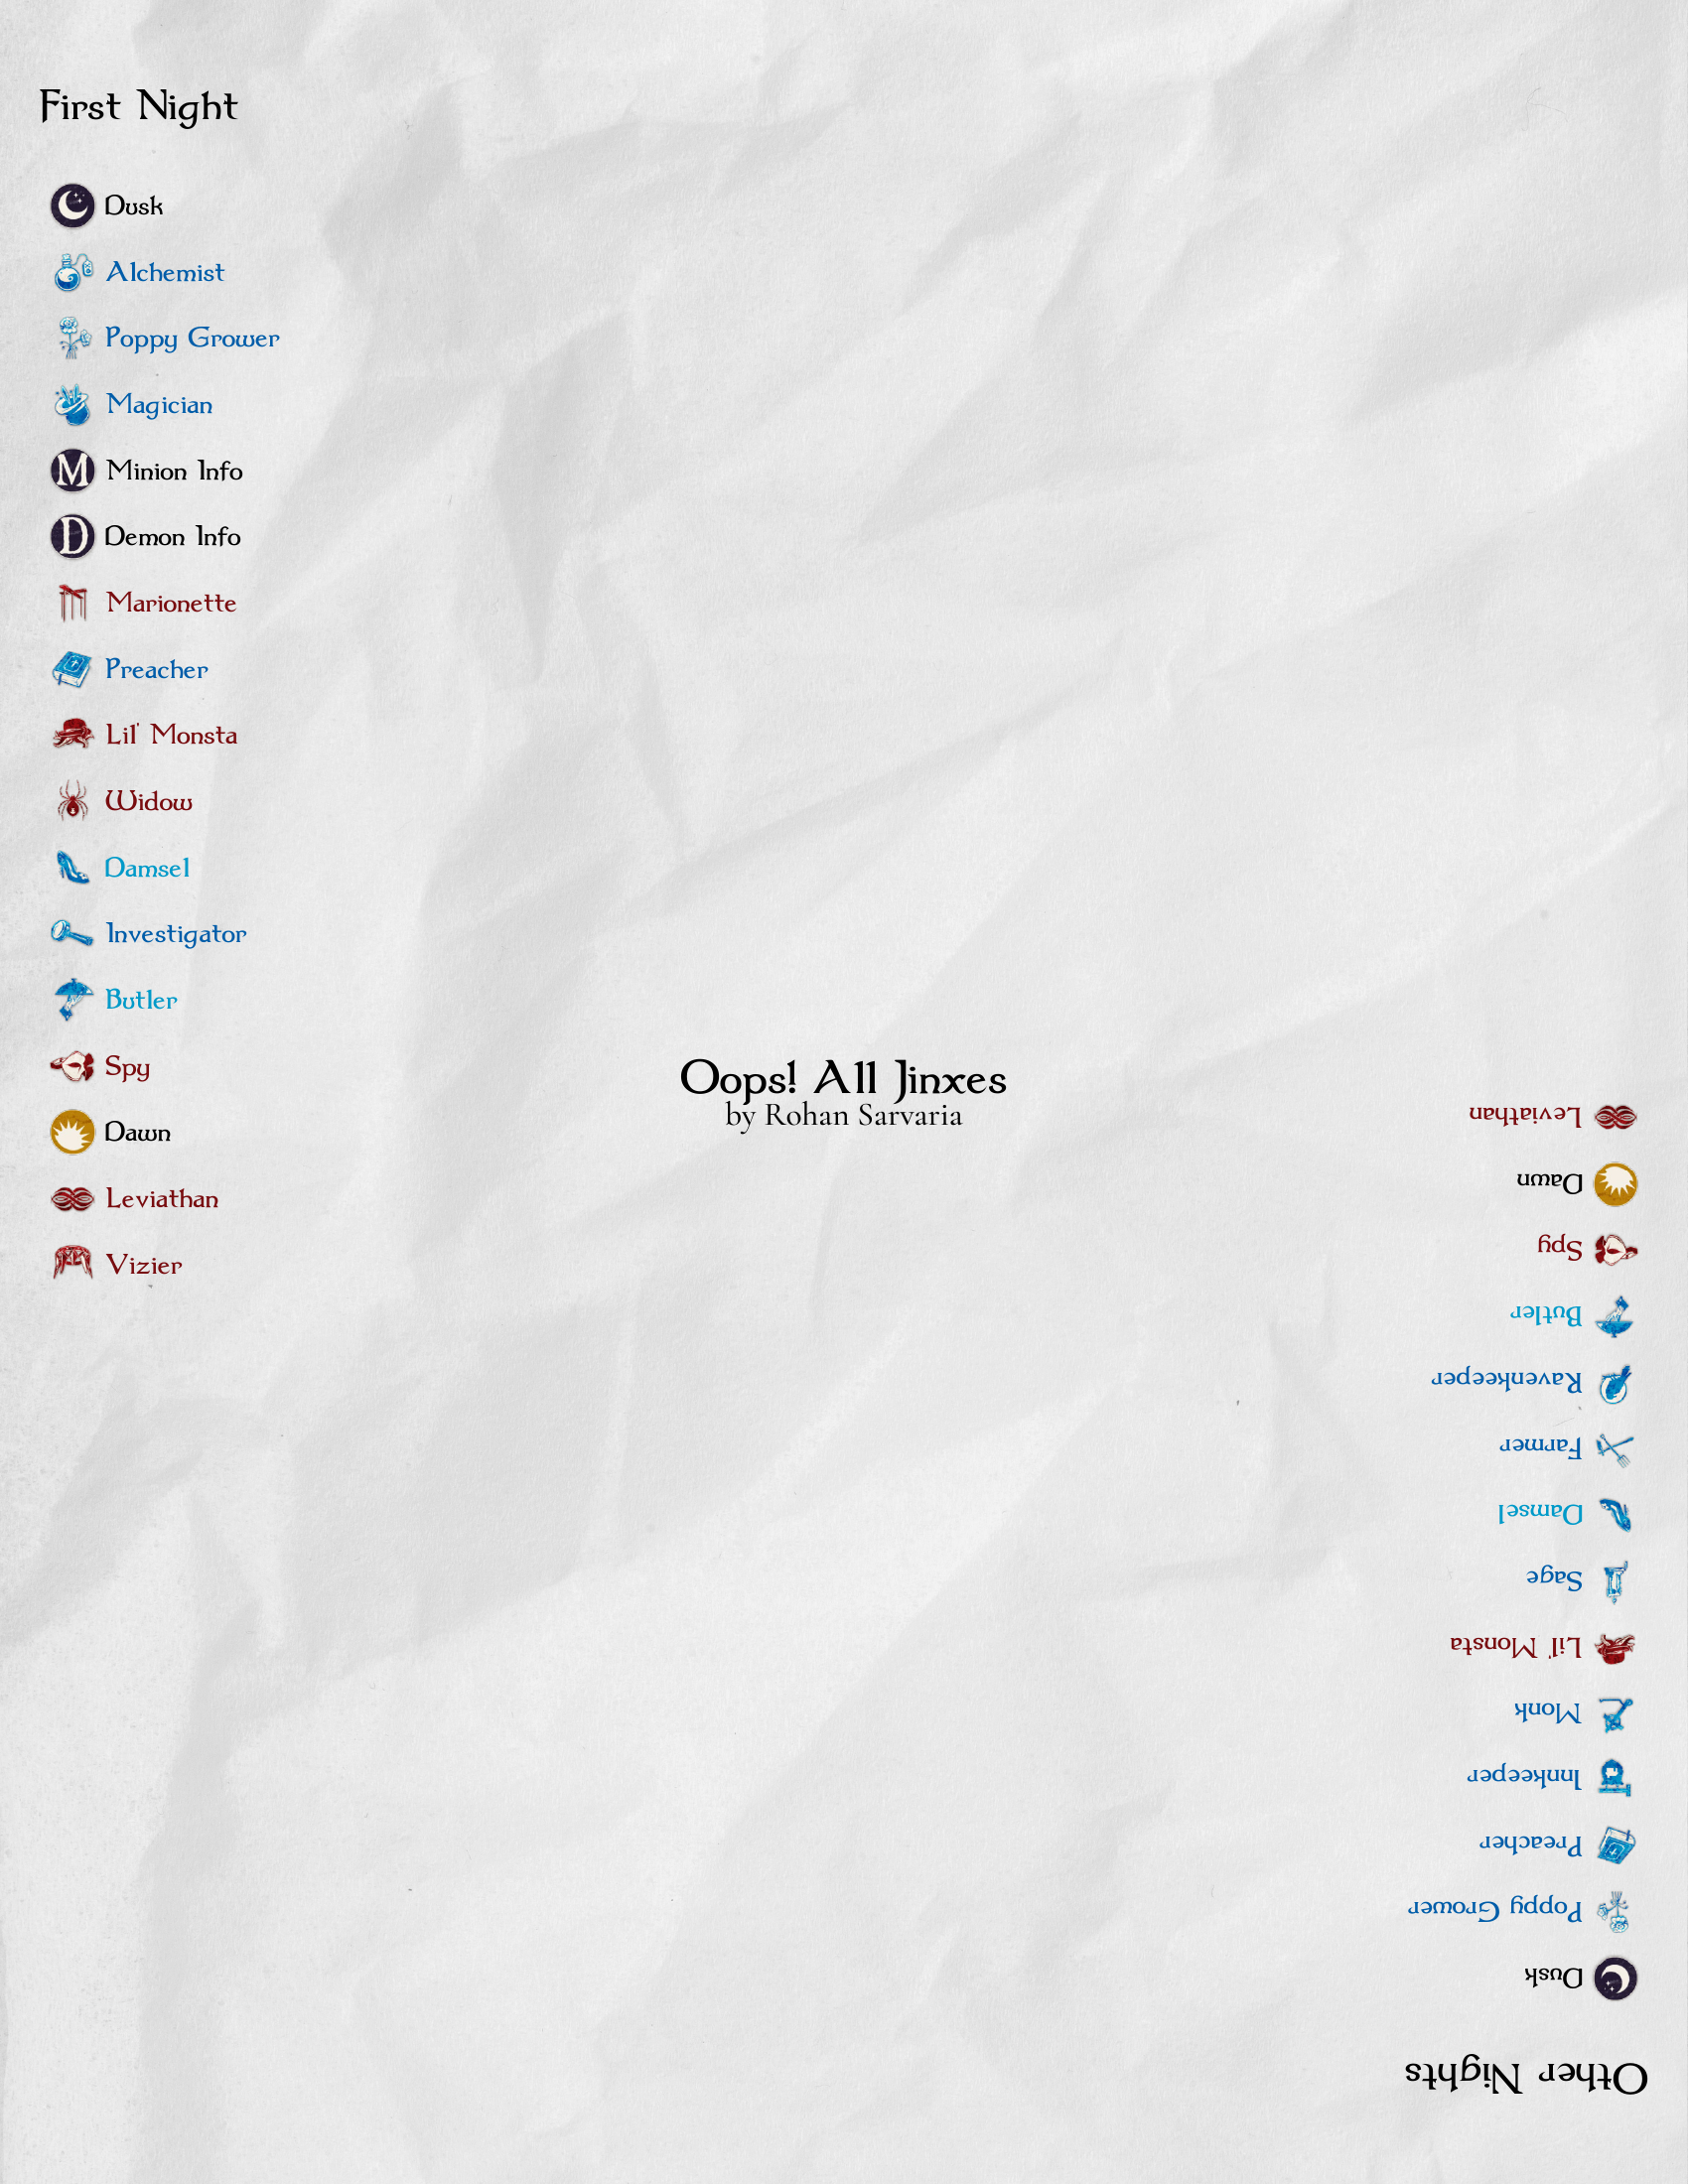 First Night
Dusk
Alchemist
Poppy Grower
Magician
M Minion Info
D Demon Info
Marionette
Preacher
Lil' Monsta
Widow
Damsel
Investigator
Butler
Spy
Dawn
Leviathan
Vizier
Oops! All Jinxes
by Rohan Sarvaria
Other Nights
Dusk
Poppy Grower
Preacher
Innkeeper
Monk
Lil' Monsta
Sage
Damsel
Farmer
Ravenkeeper
Butler
Spy
Dawn
Leviathan